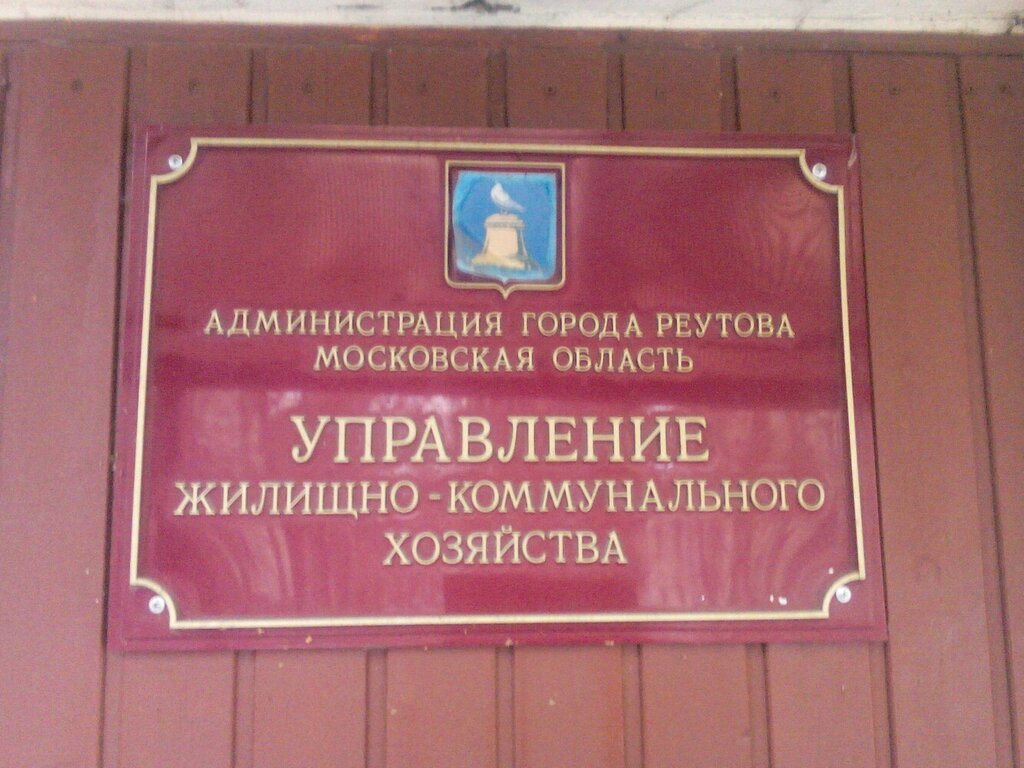 АДМИНИСТРАЦИЯ ГОРОДА РЕУТОВА
МОСКОВСКАЯ ОБЛАСТЬ
УПРАВЛЕНИЕ
ЖИЛИЩНО-КОММУНАЛЬНОГО
ХОЗЯЙСТВА